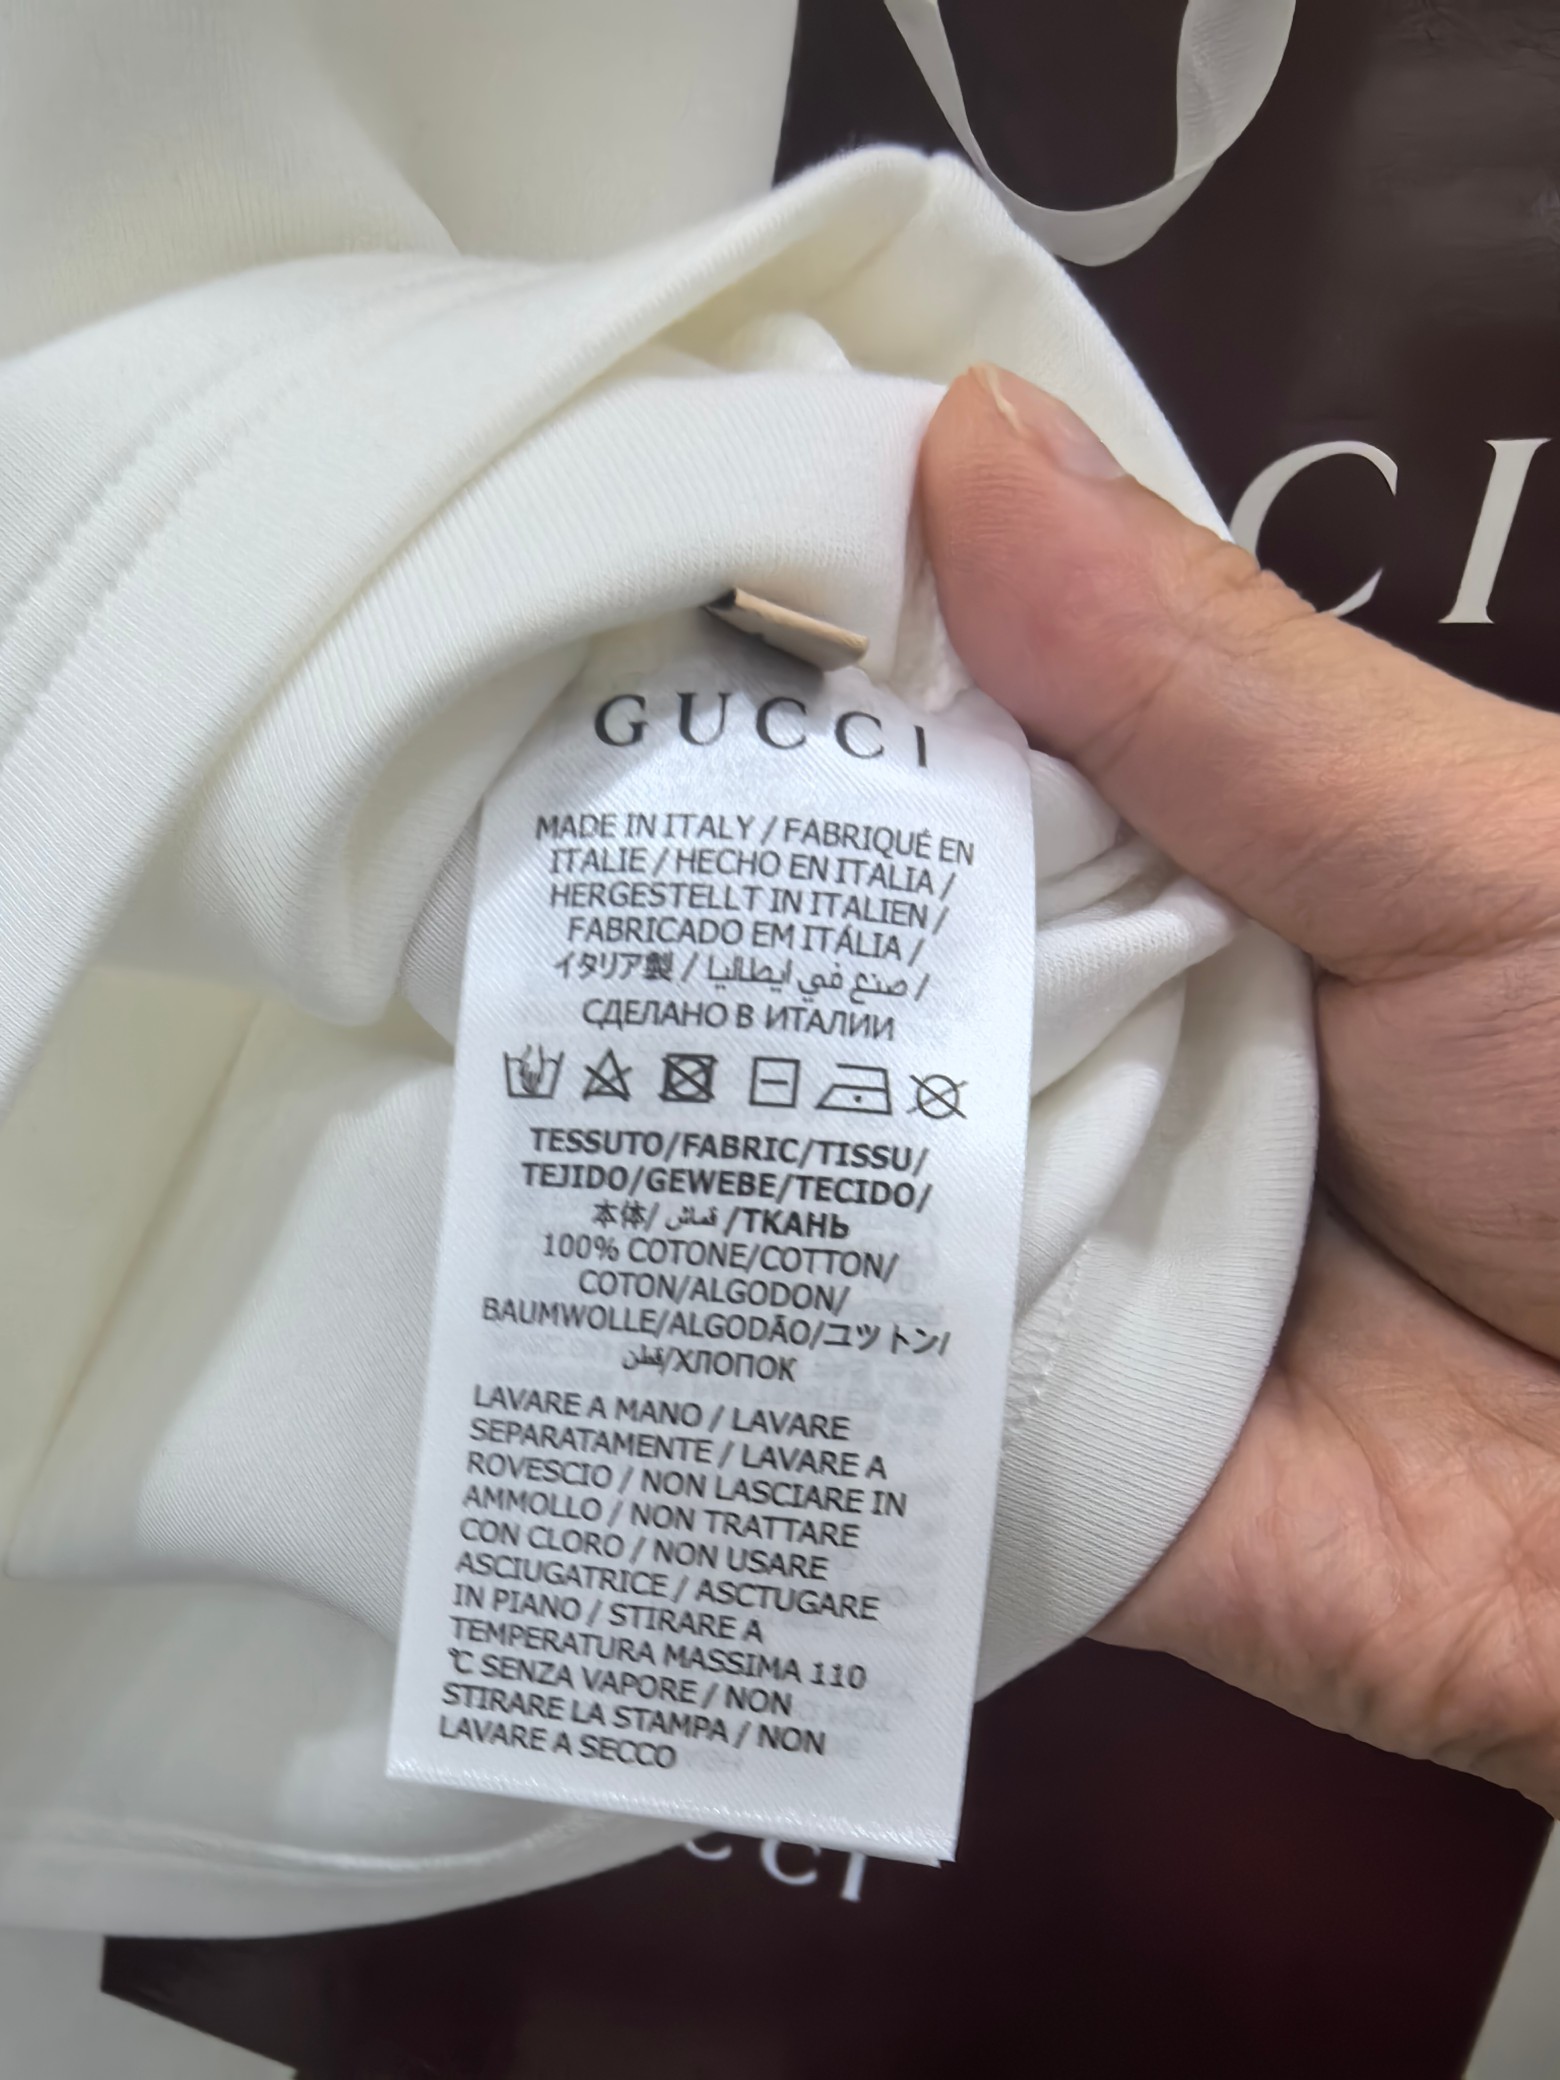 CI
GUCCI
MADE IN ITALY / FABRIQUÉ EN
ITALIE / HECHO EN ITALIA /
HERGESTELLT IN ITALIEN /
FABRICADO EM ITÁLIA /
イタリア製 / صنع في ايطاليا /
СДЕЛАНО В ИТАЛИИ
TESSUTO/FABRIC/TISSU/
TEJIDO/GEWEBE/TECIDO/
本体/ قماش /ТКАНЬ
100% COTONE/COTTON/
COTON/ALGODON/
BAUMWOLLE/ALGODÃO/ユットン/
قطن/ХЛОПОК
LAVARE A MANO / LAVARE
SEPARATAMENTE / LAVARE A
ROVESCIO / NON LASCIARE IN
AMMOLLO / NON TRATTARE
CON CLORO / NON USARE
ASCIUGATRICE / ASCTUGARE
IN PIANO / STIRARE A
TEMPERATURA MASSIMA 110
℃ SENZA VAPORE / NON
STIRARE LA STAMPA / NON
LAVARE A SECCO
CCI